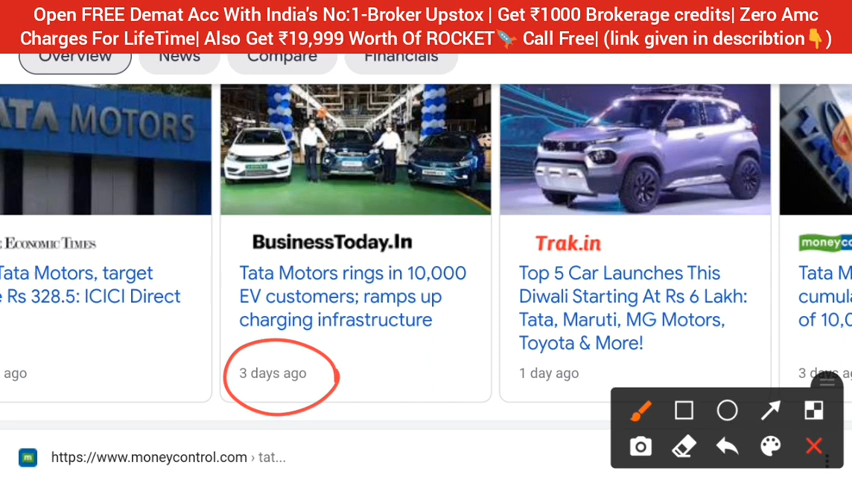 Open FREE Demat Acc With India's No:1-Broker Upstox | Get ₹1000 Brokerage credits| Zero Amc
Charges For LifeTime| Also Get ₹19,999 Worth Of ROCKET🚀 Call Free| (link given in describtion👇)
Overview
News
Compare
Financials
TATA MOTORS
ECONOMIC TIMES
Tata Motors, target
Rs 328.5: ICICI Direct
ago
BusinessToday.In
Tata Motors rings in 10,000
EV customers; ramps up
charging infrastructure
3 days ago
Trak.in
Top 5 Car Launches This
Diwali Starting At Rs 6 Lakh:
Tata, Maruti, MG Motors,
Toyota & More!
1 day ago
moneyco
Tata M
cumula
of 10,0
3 days ag
https://www.moneycontrol.com › tat...